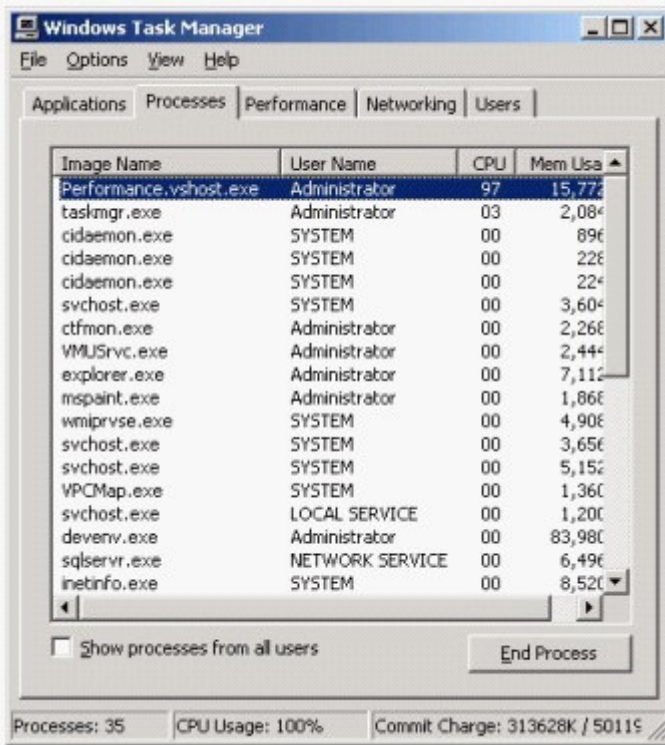 Windows Task Manager
File Options View Help
Applications Processes Performance Networking Users
Image Name User Name CPU Mem Usa
Performance.vshost.exe Administrator 97 15,772
taskmgr.exe Administrator 03 2,084
cidaemon.exe SYSTEM 00 896
cidaemon.exe SYSTEM 00 228
cidaemon.exe SYSTEM 00 224
svchost.exe SYSTEM 00 3,604
ctfmon.exe Administrator 00 2,268
VMUSrvc.exe Administrator 00 2,444
explorer.exe Administrator 00 7,112
mspaint.exe Administrator 00 1,868
wmiprvse.exe SYSTEM 00 4,908
svchost.exe SYSTEM 00 3,656
svchost.exe SYSTEM 00 5,152
VPCMap.exe SYSTEM 00 1,360
svchost.exe LOCAL SERVICE 00 1,200
devenv.exe Administrator 00 83,980
sqlservr.exe NETWORK SERVICE 00 6,496
inetinfo.exe SYSTEM 00 8,520
Show processes from all users
End Process
Processes: 35 CPU Usage: 100% Commit Charge: 313628K / 50119